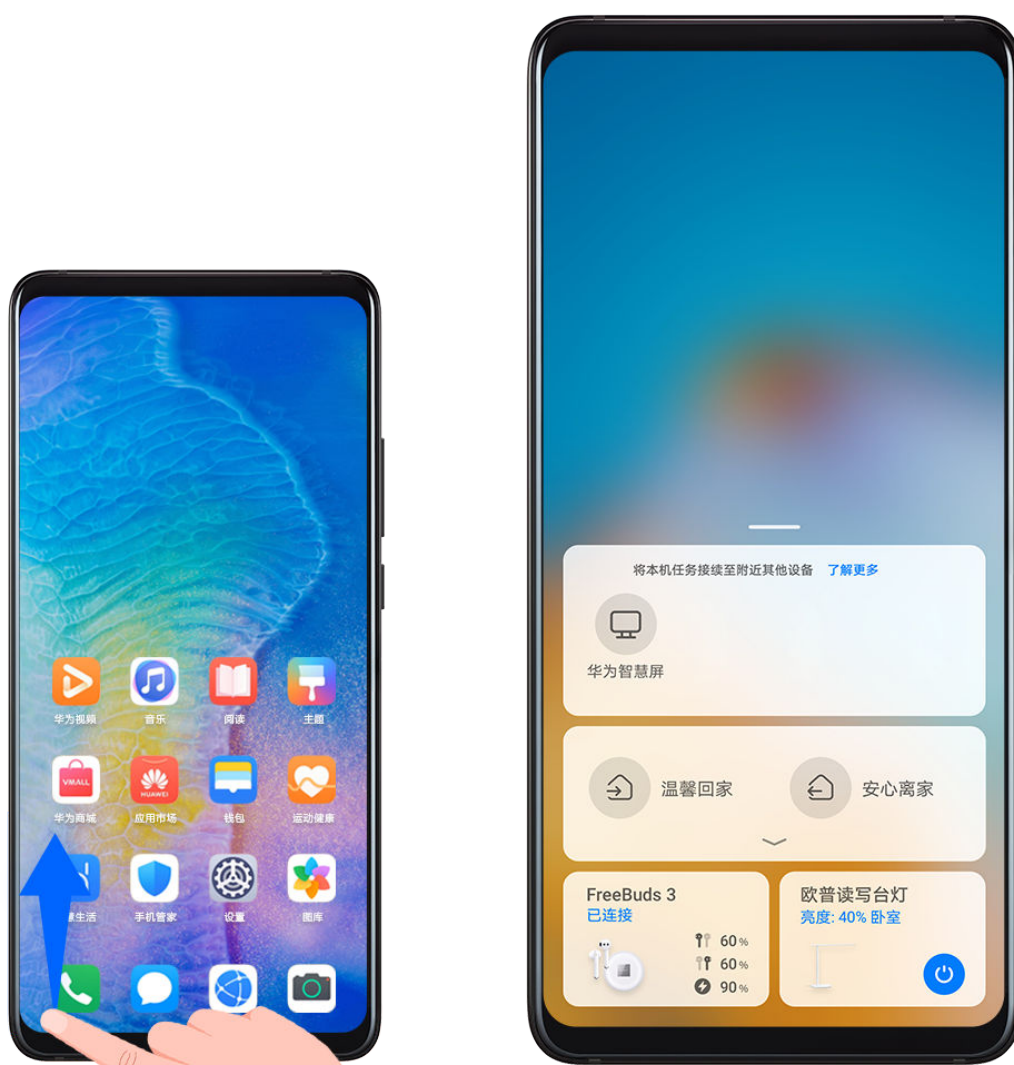 华为视频
音乐
阅读
主题
VMALL
HUAWEI
华为商城
应用市场
钱包
运动健康
生活
手机管家
设置
图库
将本机任务接续至附近其他设备 了解更多
华为智慧屏
温馨回家
安心离家
FreeBuds 3
已连接
60%
60%
90%
欧普读写台灯
亮度: 40% 卧室